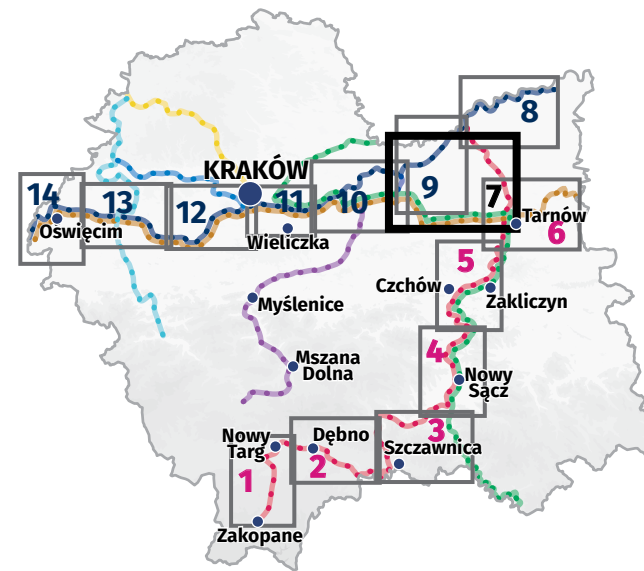 8
KRAKÓW
14
13
12
11
10
9
7
Oświęcim
Wieliczka
Tarnów
6
5
Czchów
Zakliczyn
Myślenice
4
Mszana
Dolna
Nowy
Sącz
3
Nowy
Targ
Dębno
Szczawnica
2
1
Zakopane